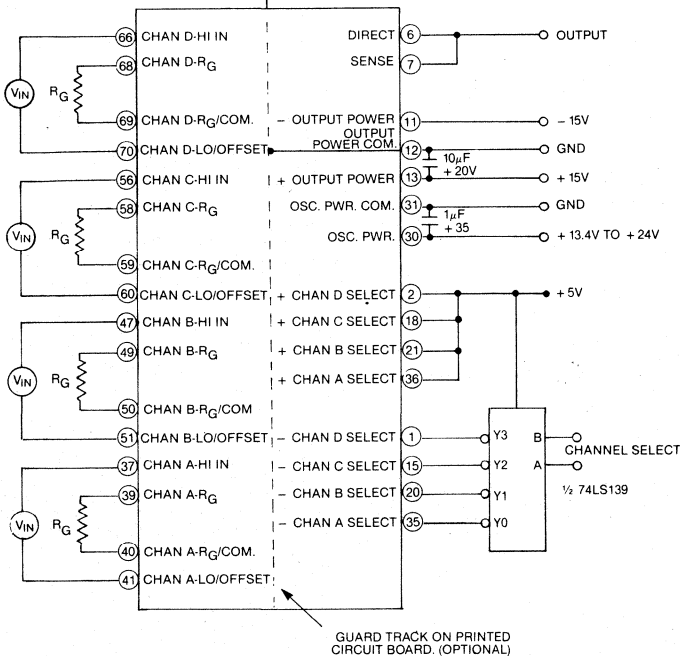 66 CHAN D-HI IN DIRECT 6 OUTPUT
68 CHAN D-RG SENSE 7
VIN RG
69 CHAN D-RG/COM. - OUTPUT POWER 11 - 15V
OUTPUT
70 CHAN D-LO/OFFSET POWER COM. 12 GND
10μF
+ 20V
56 CHAN C-HI IN + OUTPUT POWER 13 + 15V
58 CHAN C-RG OSC. PWR. COM. 31 GND
VIN RG 1μF
+ 35
OSC. PWR. 30 + 13.4V TO + 24V
59 CHAN C-RG/COM.
60 CHAN C-LO/OFFSET + CHAN D SELECT 2 + 5V
47 CHAN B-HI IN + CHAN C SELECT 18
49 CHAN B-RG + CHAN B SELECT 21
VIN RG + CHAN A SELECT 36
50 CHAN B-RG/COM
51 CHAN B-LO/OFFSET - CHAN D SELECT 1 Y3 B
CHANNEL SELECT
37 CHAN A-HI IN - CHAN C SELECT 15 Y2 A
39 CHAN A-RG - CHAN B SELECT 20 Y1 ½ 74LS139
VIN RG - CHAN A SELECT 35 Y0
40 CHAN A-RG/COM.
41 CHAN A-LO/OFFSET
GUARD TRACK ON PRINTED
CIRCUIT BOARD. (OPTIONAL)